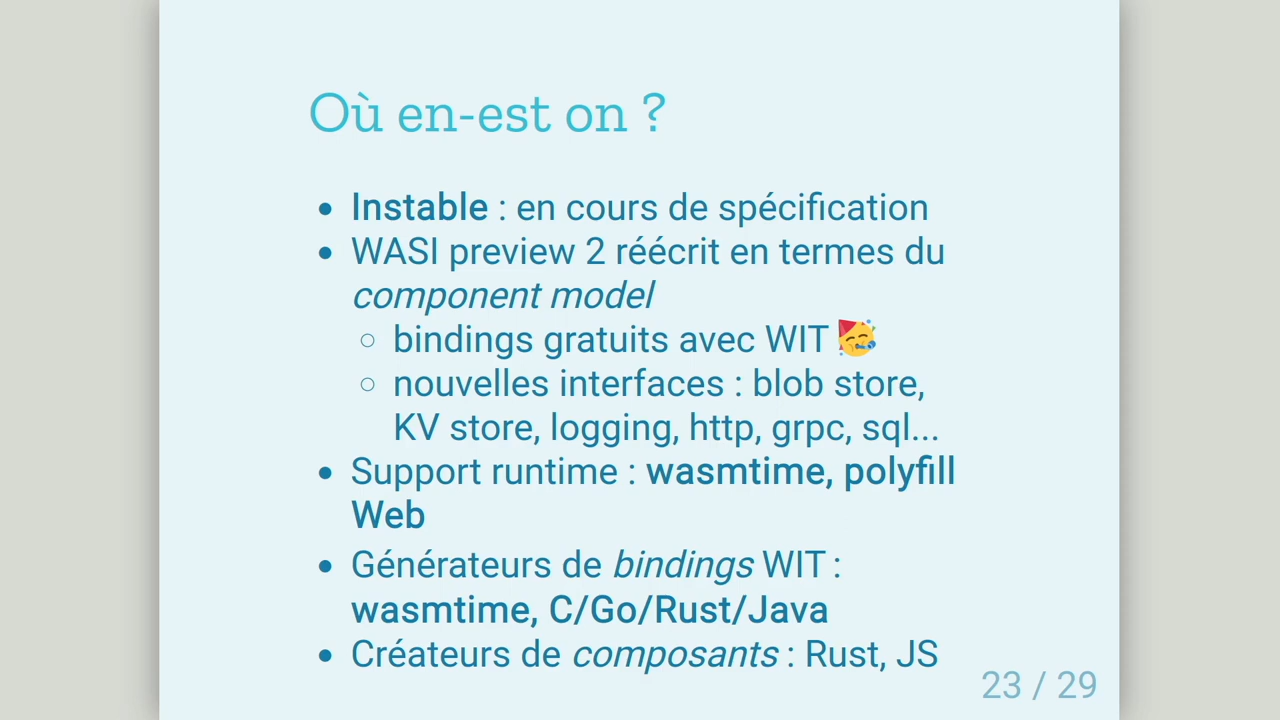 Où en-est on ?
• Instable : en cours de spécification
• WASI preview 2 réécrit en termes du
component model
○ bindings gratuits avec WIT 🥳
○ nouvelles interfaces : blob store,
KV store, logging, http, grpc, sql...
• Support runtime : wasmtime, polyfill
Web
• Générateurs de bindings WIT :
wasmtime, C/Go/Rust/Java
• Créateurs de composants : Rust, JS
23 / 29